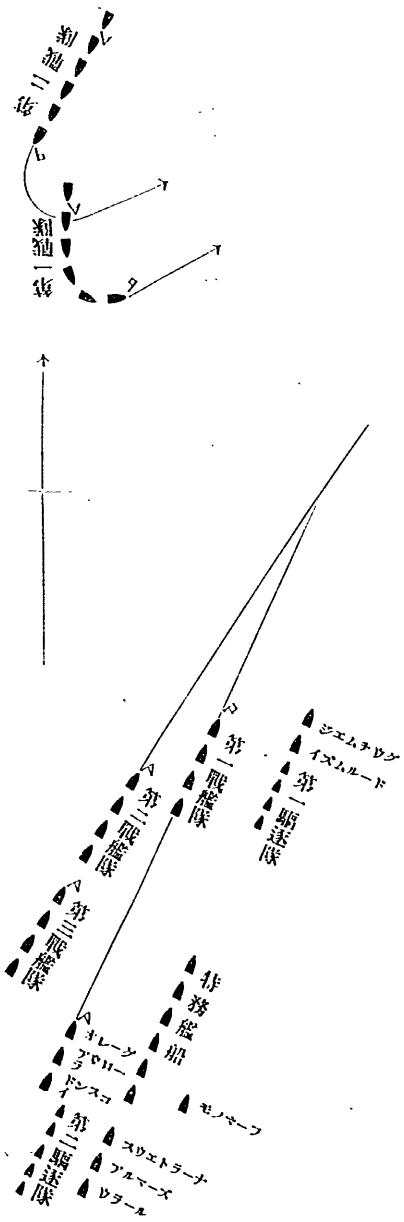 第二戦隊
第一戦隊
第一戦艦隊
第二戦艦隊
第三戦艦隊
ジエムチウグ
イズムルード
第一駆逐隊
特務艦船
オレーグ
アウローラ
ドンスコイ
第二駆逐隊
モノマーフ
スウエトラーナ
アルマーズ
ウラール